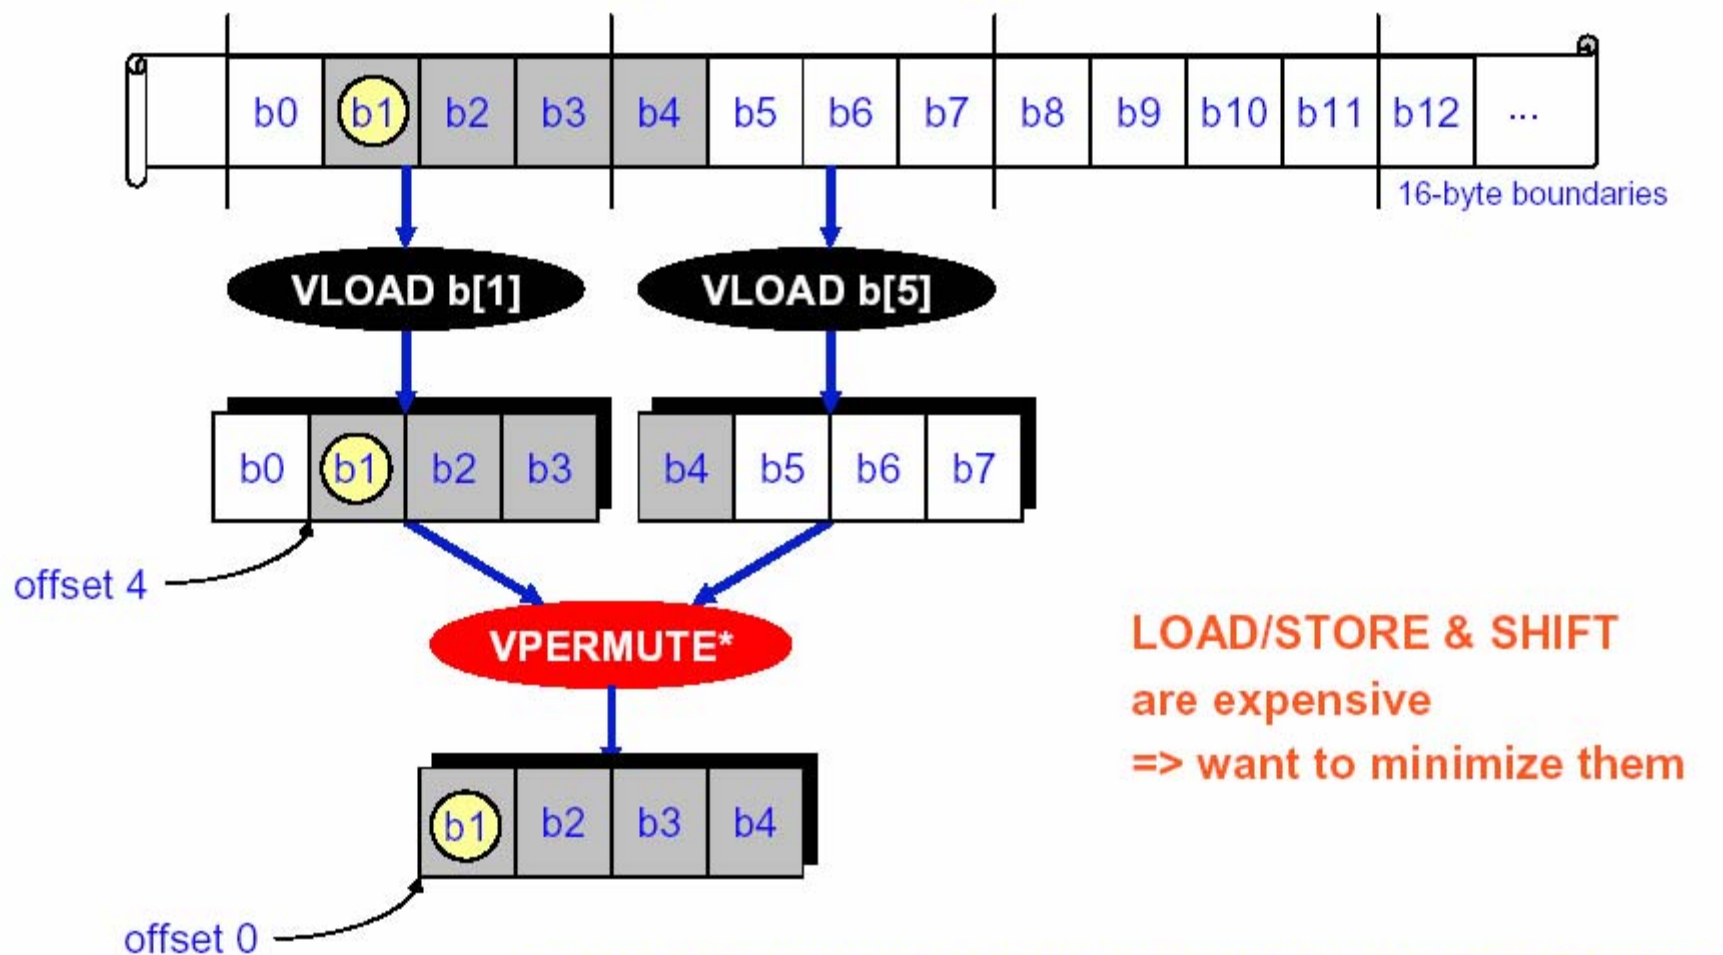 b0 b1 b2 b3 b4 b5 b6 b7 b8 b9 b10 b11 b12 ...
16-byte boundaries
VLOAD b[1] VLOAD b[5]
b0 b1 b2 b3 b4 b5 b6 b7
offset 4
VPERMUTE*
LOAD/STORE & SHIFT
are expensive
=> want to minimize them
b1 b2 b3 b4
offset 0